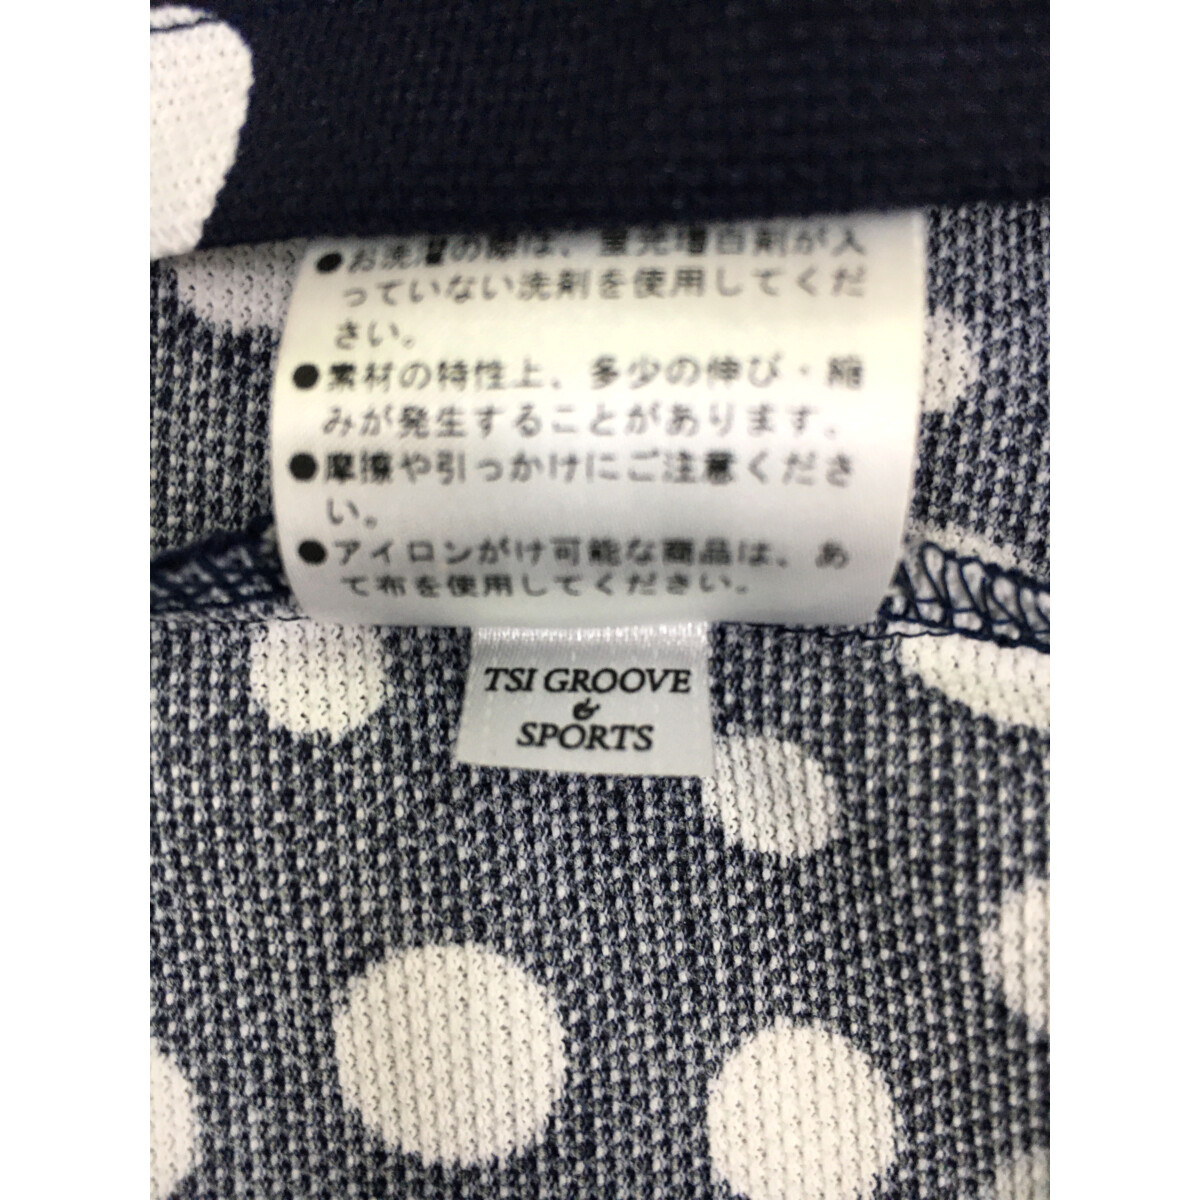 ●お洗濯の際は、蛍光増白剤が入
っていない洗剤を使用してくだ
さい。
●素材の特性上、多少の伸び・縮
みが発生することがあります。
●摩擦や引っかけにご注意くださ
い。
●アイロンがけ可能な商品は、あ
て布を使用してください。
TSI GROOVE
&
SPORTS